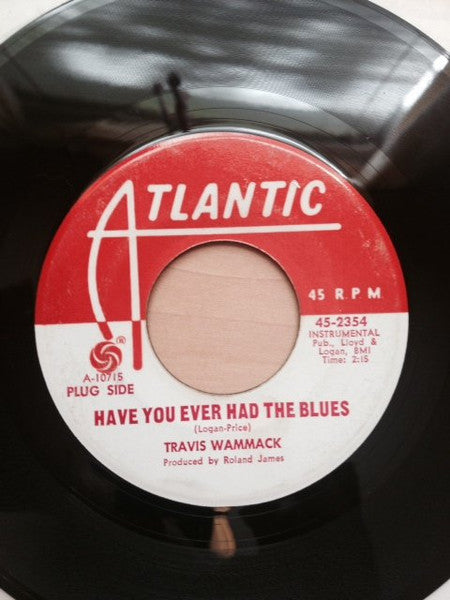 ATLANTIC
45 R.P.M
45-2354
INSTRUMENTAL
Pub., Lloyd &
Logan, BMI
Time: 2:15
®
A-10715
PLUG SIDE
HAVE YOU EVER HAD THE BLUES
(Logan-Price)
TRAVIS WAMMACK
Produced by Roland James